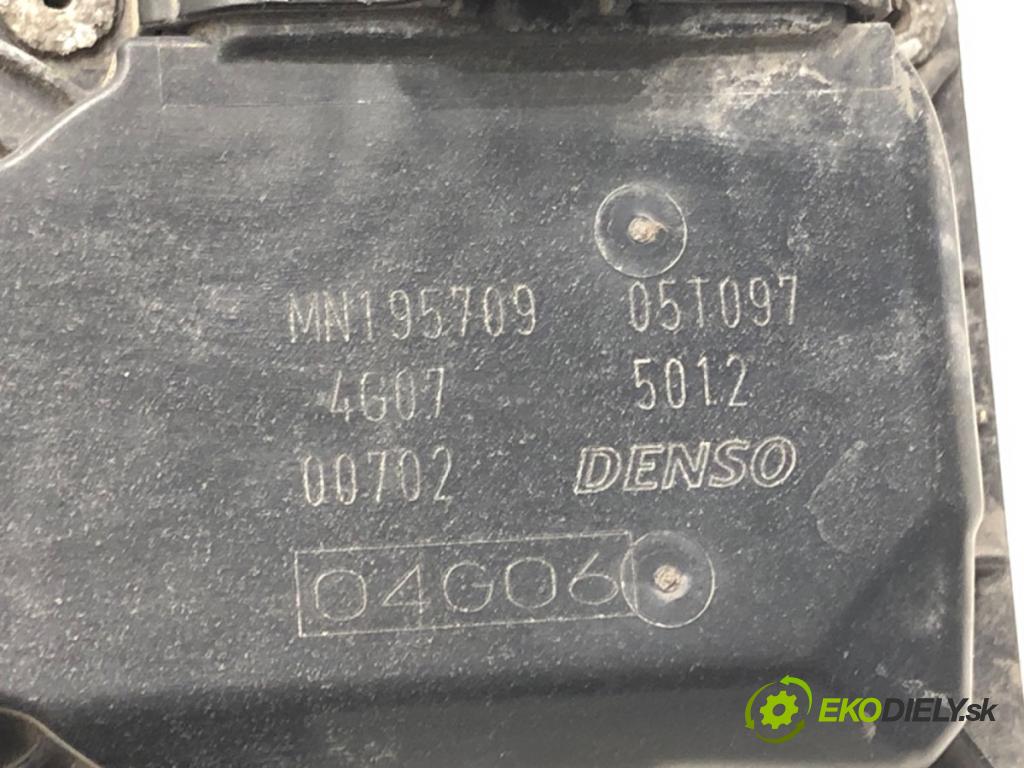 MN195709 05T097
4G07 5012
00702 DENSO
04G06
EKODIELY.sk